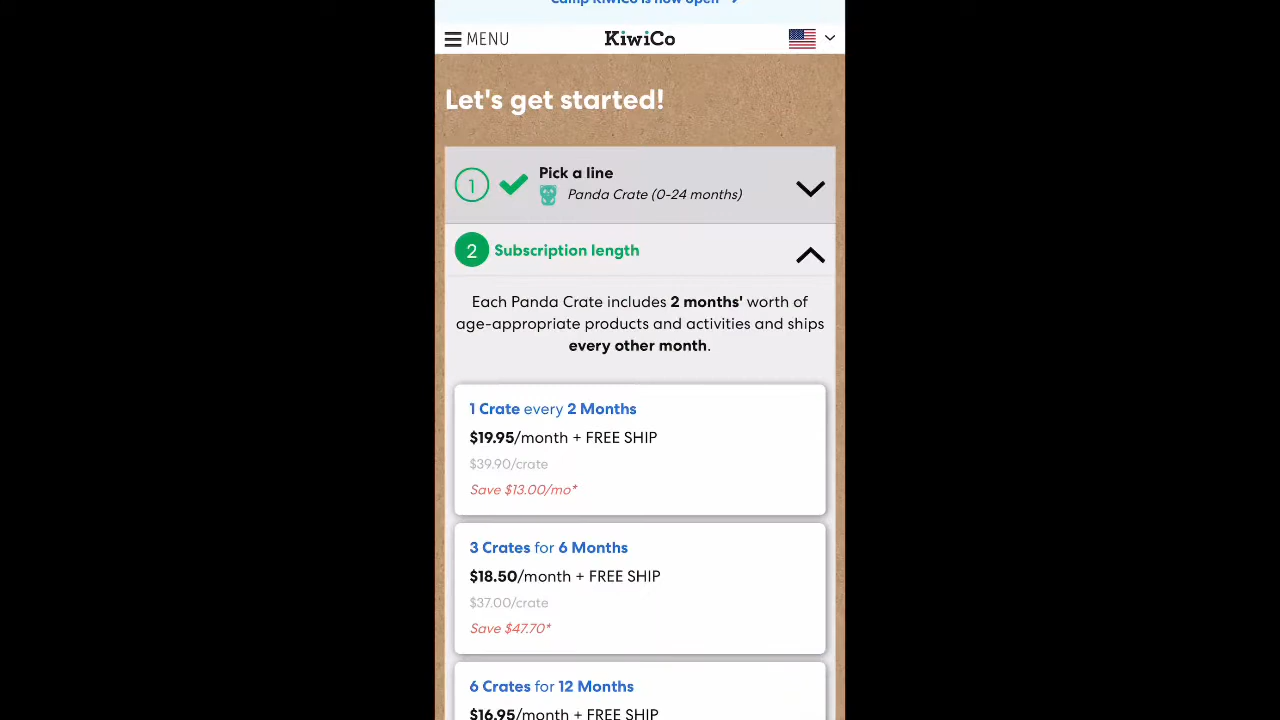 Camp KiwiCo is now open
MENU
KiwiCo
Let's get started!
1
Pick a line
Panda Crate (0-24 months)
2 Subscription length
Each Panda Crate includes 2 months' worth of
age-appropriate products and activities and ships
every other month.
1 Crate every 2 Months
$19.95/month + FREE SHIP
$39.90/crate
Save $13.00/mo*
3 Crates for 6 Months
$18.50/month + FREE SHIP
$37.00/crate
Save $47.70*
6 Crates for 12 Months
$16.95/month + FREE SHIP